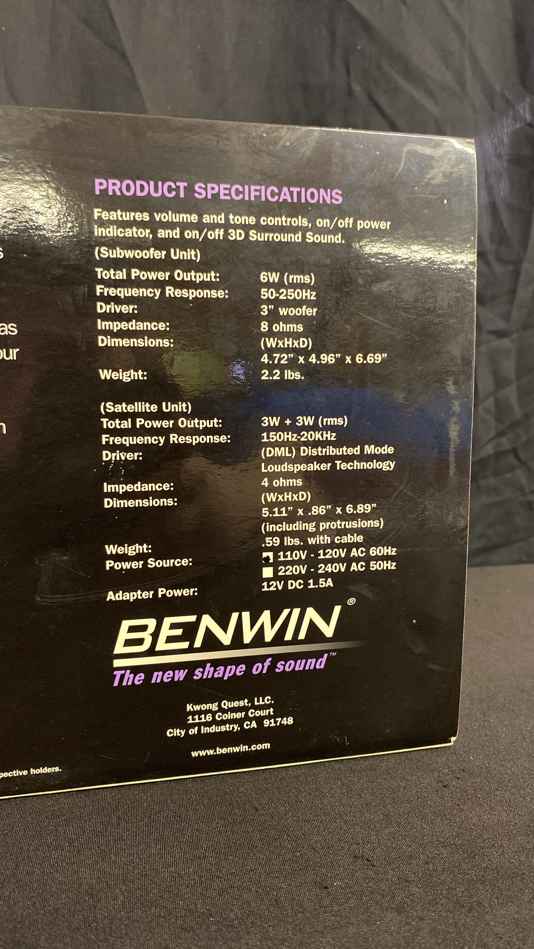 PRODUCT SPECIFICATIONS
Features volume and tone controls, on/off power
indicator, and on/off 3D Surround Sound.
(Subwoofer Unit)
Total Power Output: 6W (rms)
Frequency Response: 50-250Hz
Driver: 3” woofer
Impedance: 8 ohms
Dimensions: (WxHxD)
4.72” x 4.96” x 6.69”
Weight: 2.2 lbs.
(Satellite Unit)
Total Power Output: 3W + 3W (rms)
Frequency Response: 150Hz-20KHz
Driver: (DML) Distributed Mode
Loudspeaker Technology
Impedance: 4 ohms
Dimensions: (WxHxD)
5.11” x .86” x 6.89”
(including protrusions)
Weight: .59 lbs. with cable
Power Source: 110V - 120V AC 60Hz
220V - 240V AC 50Hz
Adapter Power: 12V DC 1.5A
BENWIN®
The new shape of sound™
Kwong Quest, LLC.
1116 Coiner Court
City of Industry, CA 91748
www.benwin.com
holders.